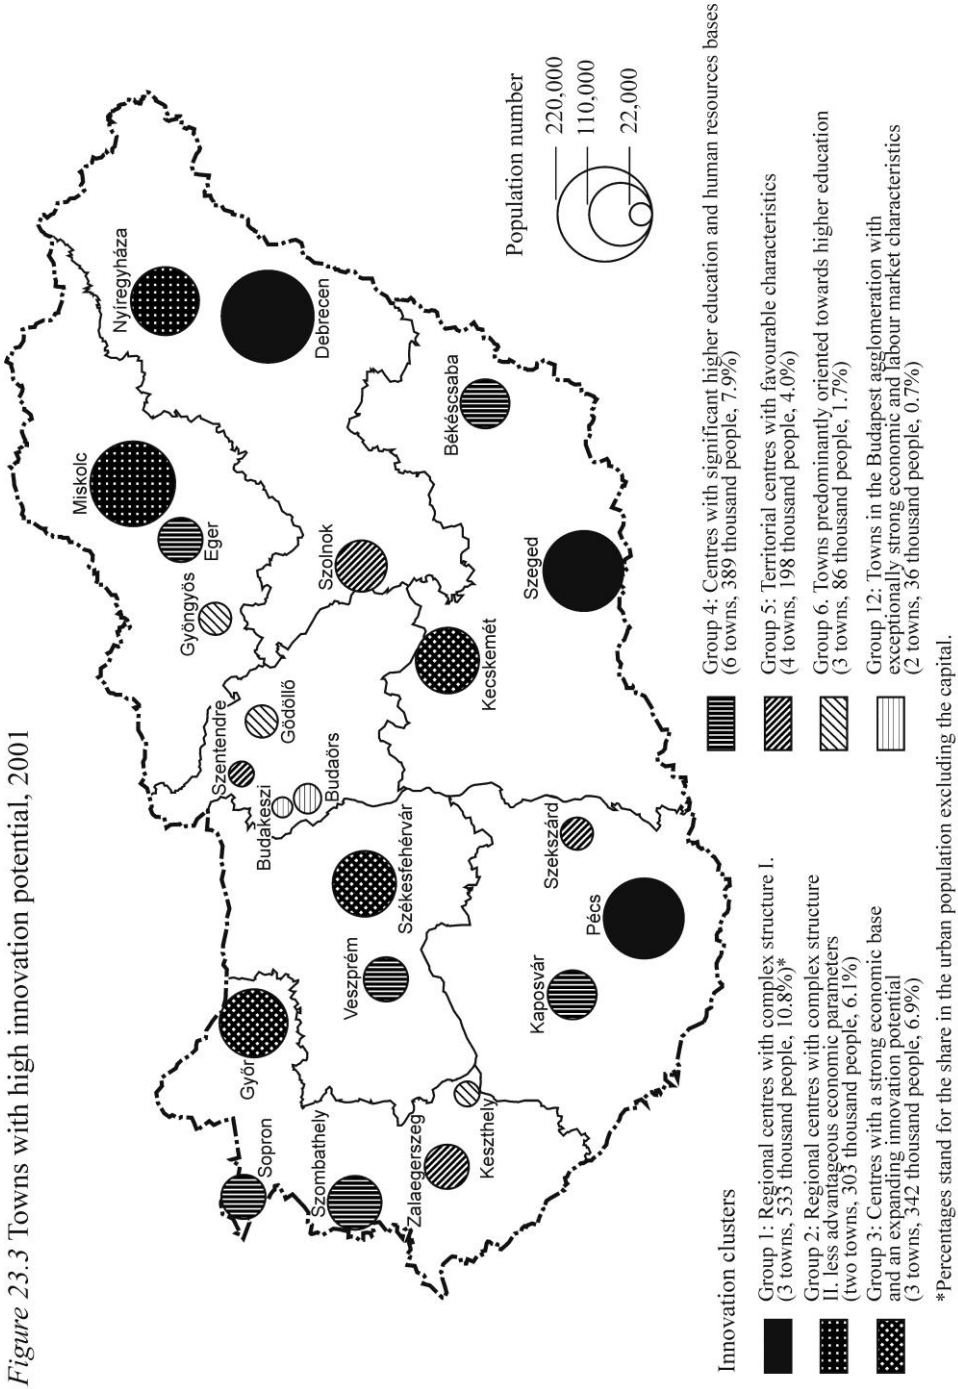 Figure 23.3 Towns with high innovation potential, 2001
Sopron
Győr
Szombathely
Zalaegerszeg
Keszthely
Veszprém
Székesfehérvár
Kaposvár
Pécs
Szekszárd
Budakeszi
Budaörs
Szentendre
Gödöllő
Gyöngyös
Eger
Miskolc
Nyíregyháza
Debrecen
Szolnok
Kecskemét
Szeged
Békéscsaba
Population number
220,000
110,000
22,000
Innovation clusters
Group 1: Regional centres with complex structure I.
(3 towns, 533 thousand people, 10.8%)*
Group 2: Regional centres with complex structure
II. less advantageous economic parameters
(two towns, 303 thousand people, 6.1%)
Group 3: Centres with a strong economic base
and an expanding innovation potential
(3 towns, 342 thousand people, 6.9%)
Group 4: Centres with significant higher education and human resources bases
(6 towns, 389 thousand people, 7.9%)
Group 5: Territorial centres with favourable characteristics
(4 towns, 198 thousand people, 4.0%)
Group 6. Towns predominantly oriented towards higher education
(3 towns, 86 thousand people, 1.7%)
Group 12: Towns in the Budapest agglomeration with
exceptionally strong economic and labour market characteristics
(2 towns, 36 thousand people, 0.7%)
*Percentages stand for the share in the urban population excluding the capital.